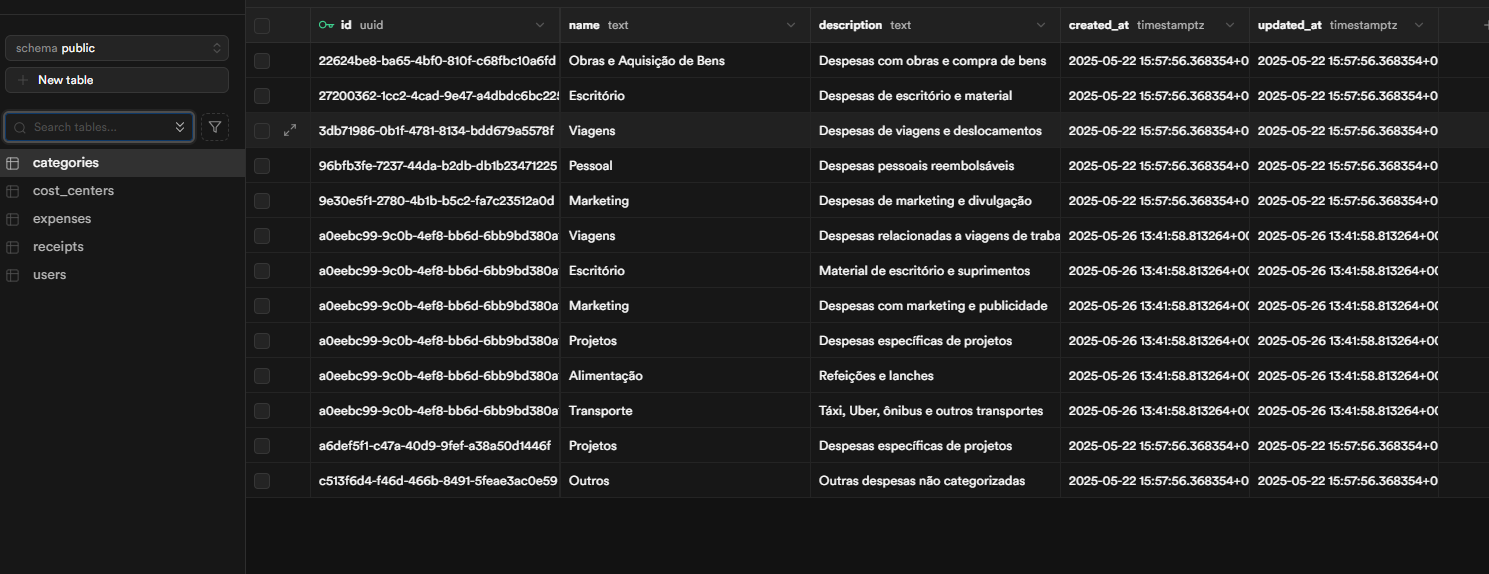 schema public
New table
Search tables...
categories
cost_centers
expenses
receipts
users
id uuid name text description text created_at timestamptz updated_at timestamptz
22624be8-ba65-4bf0-810f-c68fbc10a6fd Obras e Aquisição de Bens Despesas com obras e compra de bens 2025-05-22 15:57:56.368354+0 2025-05-22 15:57:56.368354+0
27200362-1cc2-4cad-9e47-a4dbdc6bc225 Escritório Despesas de escritório e material 2025-05-22 15:57:56.368354+0 2025-05-22 15:57:56.368354+0
3db71986-0b1f-4781-8134-bdd679a5578f Viagens Despesas de viagens e deslocamentos 2025-05-22 15:57:56.368354+0 2025-05-22 15:57:56.368354+0
96bfb3fe-7237-44da-b2db-db1b23471225 Pessoal Despesas pessoais reembolsáveis 2025-05-22 15:57:56.368354+0 2025-05-22 15:57:56.368354+0
9e30e5f1-2780-4b1b-b5c2-fa7c23512a0d Marketing Despesas de marketing e divulgação 2025-05-22 15:57:56.368354+0 2025-05-22 15:57:56.368354+0
a0eebc99-9c0b-4ef8-bb6d-6bb9bd380a Viagens Despesas relacionadas a viagens de traba 2025-05-26 13:41:58.813264+00 2025-05-26 13:41:58.813264+00
a0eebc99-9c0b-4ef8-bb6d-6bb9bd380a Escritório Material de escritório e suprimentos 2025-05-26 13:41:58.813264+00 2025-05-26 13:41:58.813264+00
a0eebc99-9c0b-4ef8-bb6d-6bb9bd380a Marketing Despesas com marketing e publicidade 2025-05-26 13:41:58.813264+00 2025-05-26 13:41:58.813264+00
a0eebc99-9c0b-4ef8-bb6d-6bb9bd380a Projetos Despesas específicas de projetos 2025-05-26 13:41:58.813264+00 2025-05-26 13:41:58.813264+00
a0eebc99-9c0b-4ef8-bb6d-6bb9bd380a Alimentação Refeições e lanches 2025-05-26 13:41:58.813264+00 2025-05-26 13:41:58.813264+00
a0eebc99-9c0b-4ef8-bb6d-6bb9bd380a Transporte Táxi, Uber, ônibus e outros transportes 2025-05-26 13:41:58.813264+00 2025-05-26 13:41:58.813264+00
a6def5f1-c47a-40d9-9fef-a38a50d1446f Projetos Despesas específicas de projetos 2025-05-22 15:57:56.368354+0 2025-05-22 15:57:56.368354+0
c513f6d4-f46d-466b-8491-5feae3ac0e59 Outros Outras despesas não categorizadas 2025-05-22 15:57:56.368354+0 2025-05-22 15:57:56.368354+0